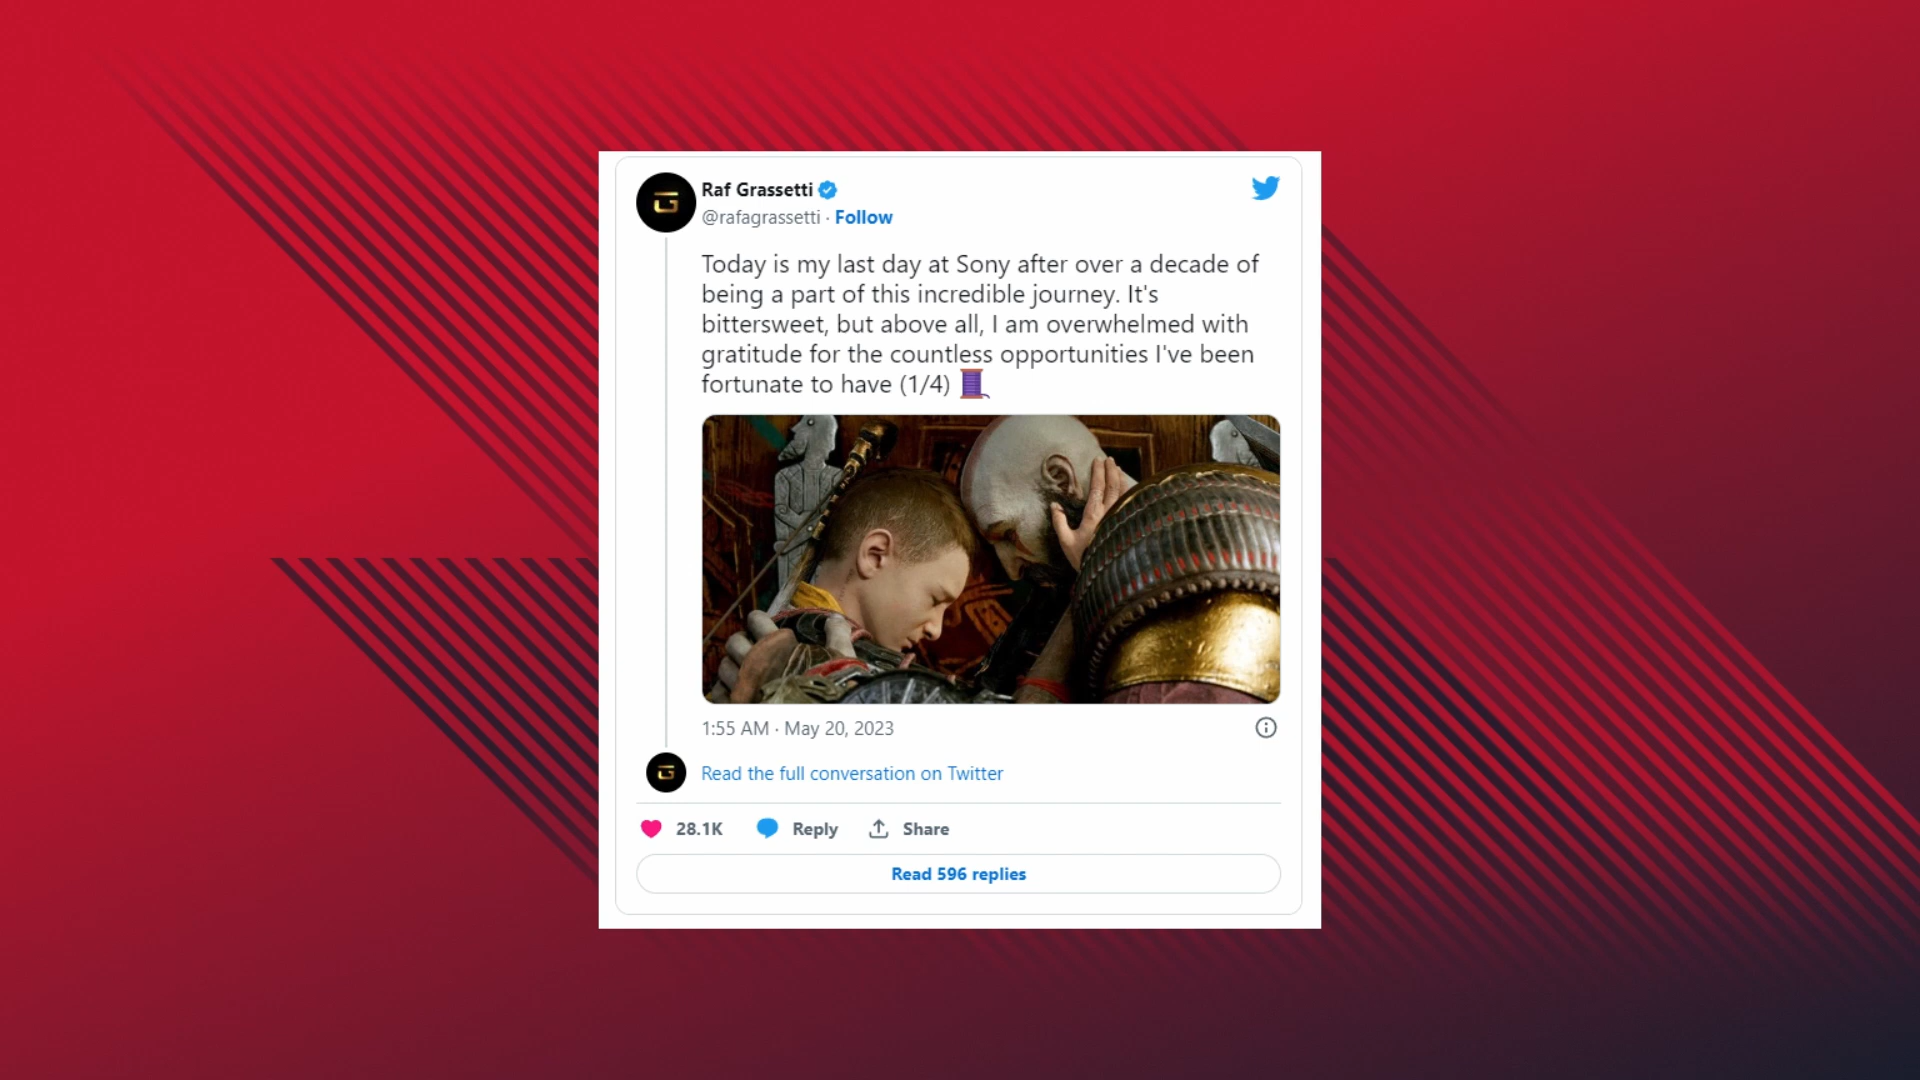 Raf Grassetti
@rafagrassetti · Follow
Today is my last day at Sony after over a decade of
being a part of this incredible journey. It's
bittersweet, but above all, I am overwhelmed with
gratitude for the countless opportunities I've been
fortunate to have (1/4) 🧵
1:55 AM · May 20, 2023
Read the full conversation on Twitter
28.1K Reply Share
Read 596 replies